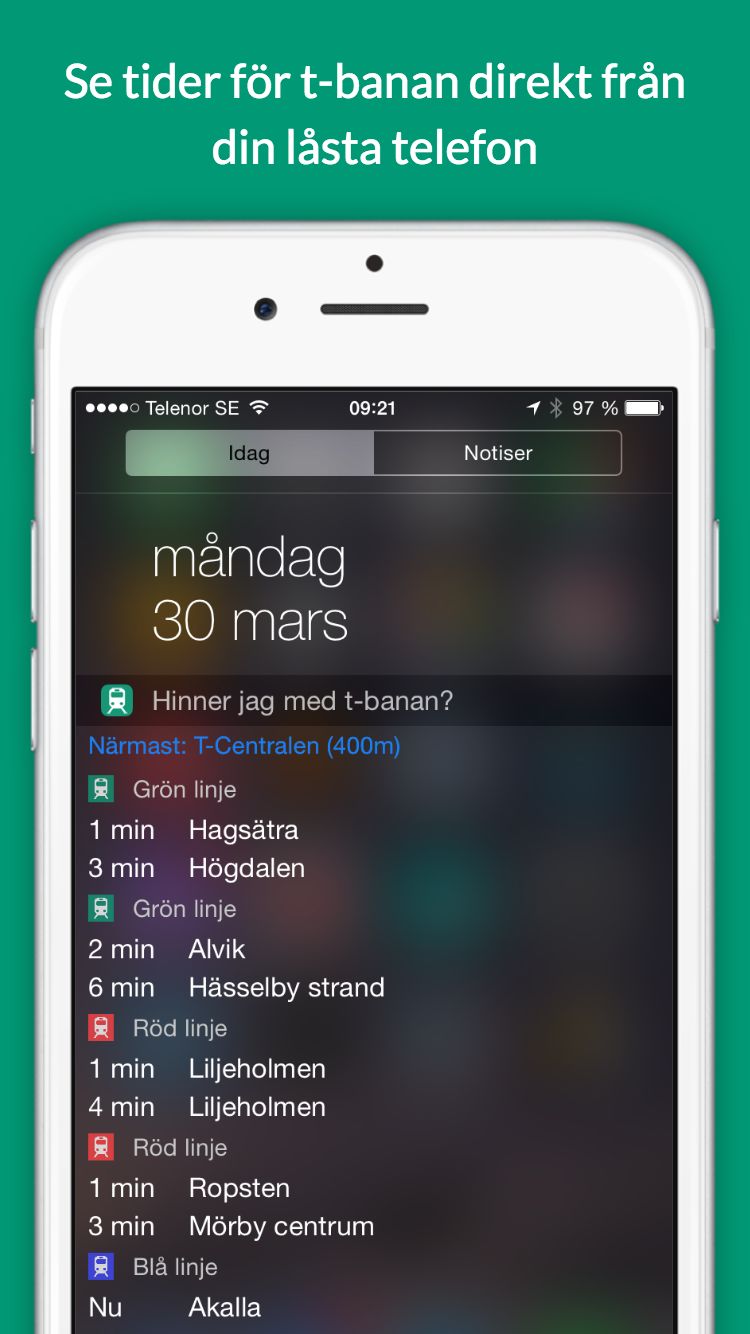 Se tider för t-banan direkt från
din låsta telefon
Telenor SE 09:21 97 %
Idag Notiser
måndag
30 mars
Hinner jag med t-banan?
Närmast: T-Centralen (400m)
Grön linje
1 min Hagsätra
3 min Högdalen
Grön linje
2 min Alvik
6 min Hässelby strand
Röd linje
1 min Liljeholmen
4 min Liljeholmen
Röd linje
1 min Ropsten
3 min Mörby centrum
Blå linje
Nu Akalla